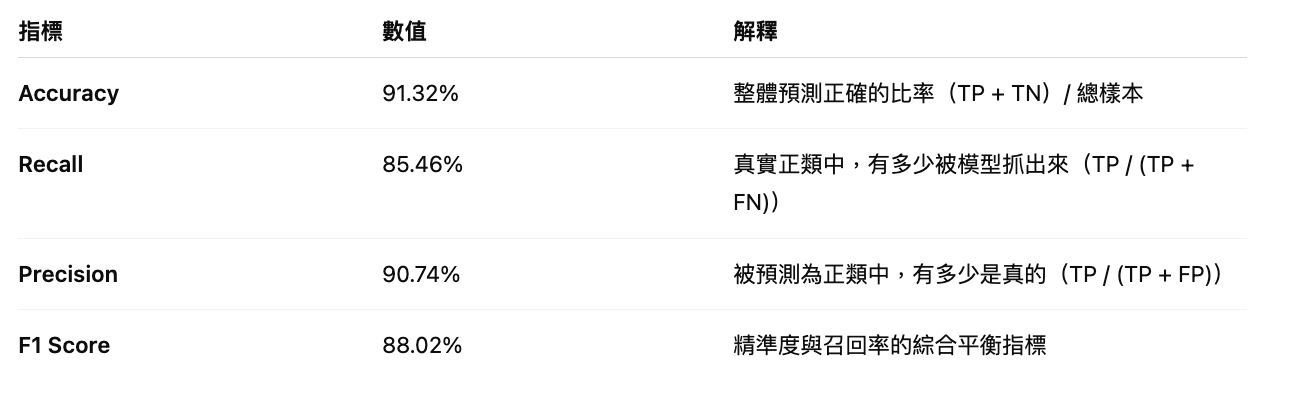 指標 數值 解釋
Accuracy 91.32% 整體預測正確的比率（TP + TN）/ 總樣本
Recall 85.46% 真實正類中，有多少被模型抓出來（TP / (TP +
FN)）
Precision 90.74% 被預測為正類中，有多少是真的（TP / (TP + FP)）
F1 Score 88.02% 精準度與召回率的綜合平衡指標